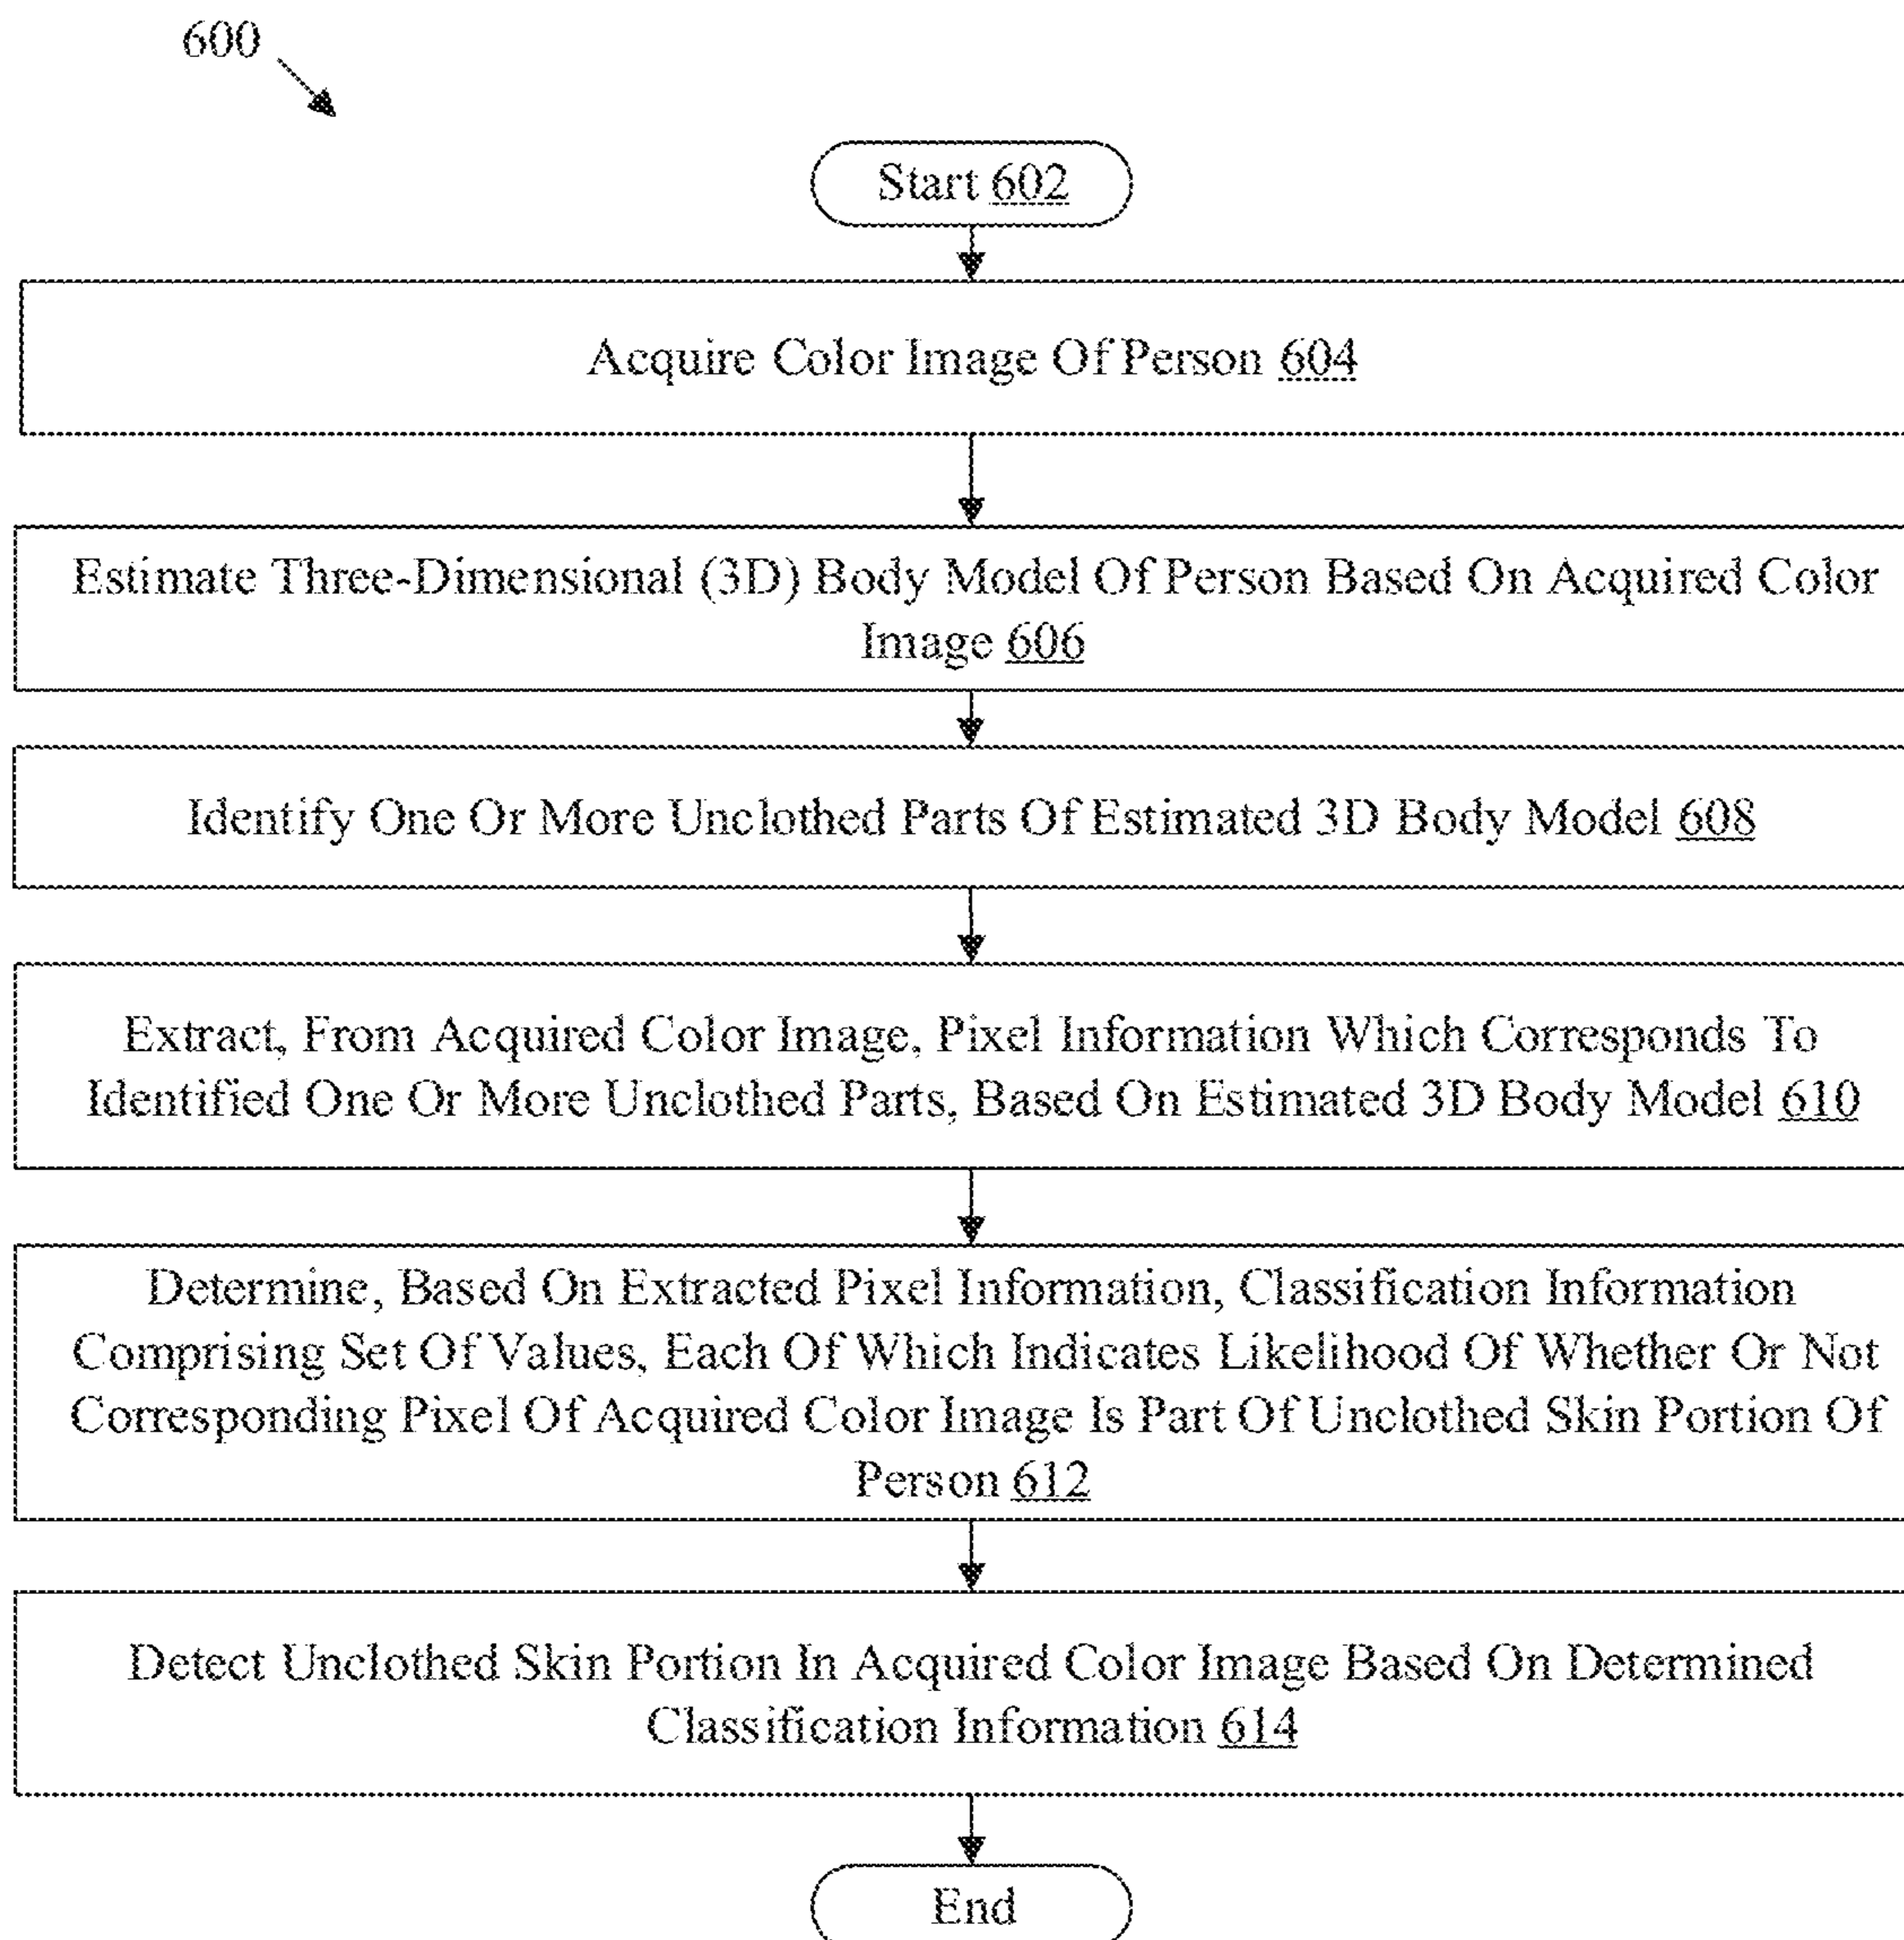 600
Start 602
Acquire Color Image Of Person 604
Estimate Three-Dimensional (3D) Body Model Of Person Based On Acquired Color
Image 606
Identify One Or More Unclothed Parts Of Estimated 3D Body Model 608
Extract, From Acquired Color Image, Pixel Information Which Corresponds To
Identified One Or More Unclothed Parts, Based On Estimated 3D Body Model 610
Determine, Based On Extracted Pixel Information, Classification Information
Comprising Set Of Values, Each Of Which Indicates Likelihood Of Whether Or Not
Corresponding Pixel Of Acquired Color Image Is Part Of Unclothed Skin Portion Of
Person 612
Detect Unclothed Skin Portion In Acquired Color Image Based On Determined
Classification Information 614
End